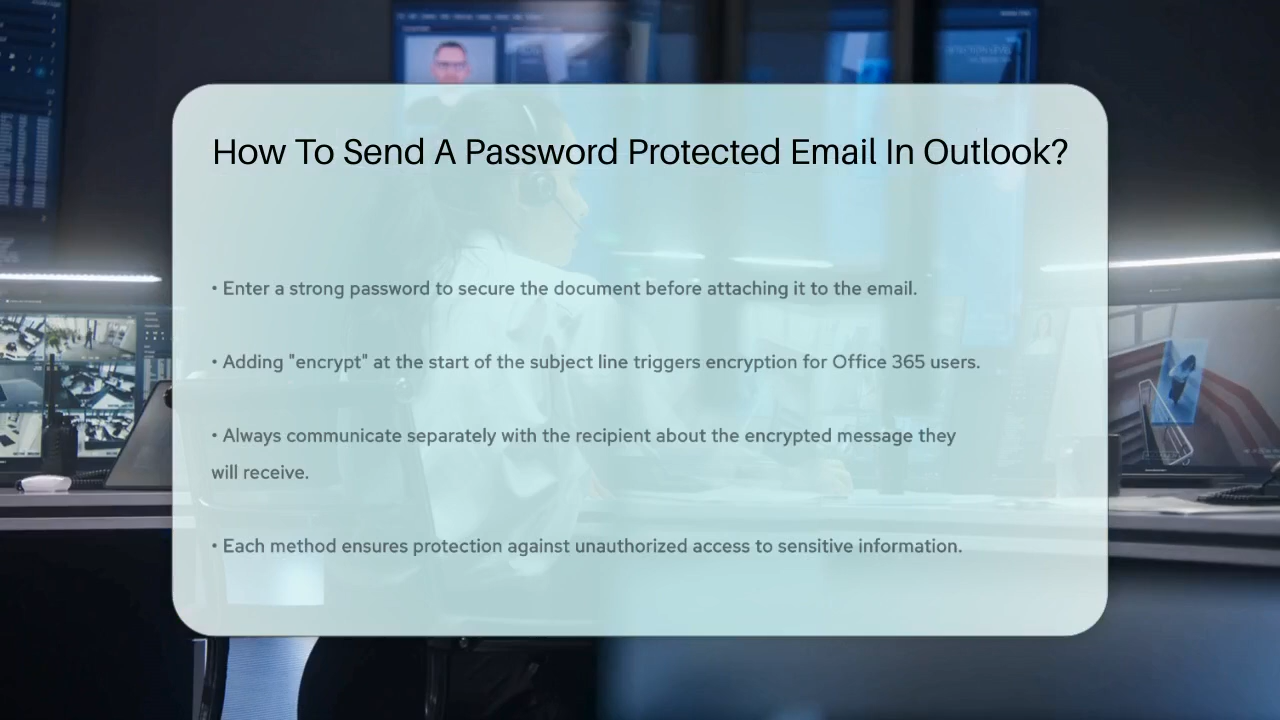 How To Send A Password Protected Email In Outlook?
• Enter a strong password to secure the document before attaching it to the email.
• Adding "encrypt" at the start of the subject line triggers encryption for Office 365 users.
• Always communicate separately with the recipient about the encrypted message they
will receive.
• Each method ensures protection against unauthorized access to sensitive information.